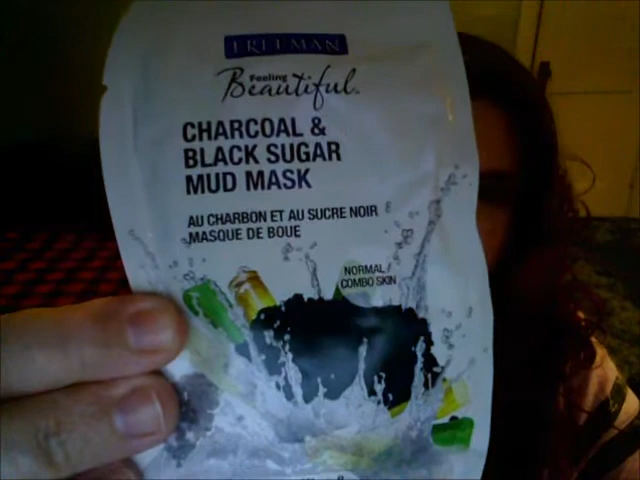 FREEMAN
Feeling
Beautiful™
CHARCOAL &
BLACK SUGAR
MUD MASK
AU CHARBON ET AU SUCRE NOIR
MASQUE DE BOUE
NORMAL/
COMBO SKIN